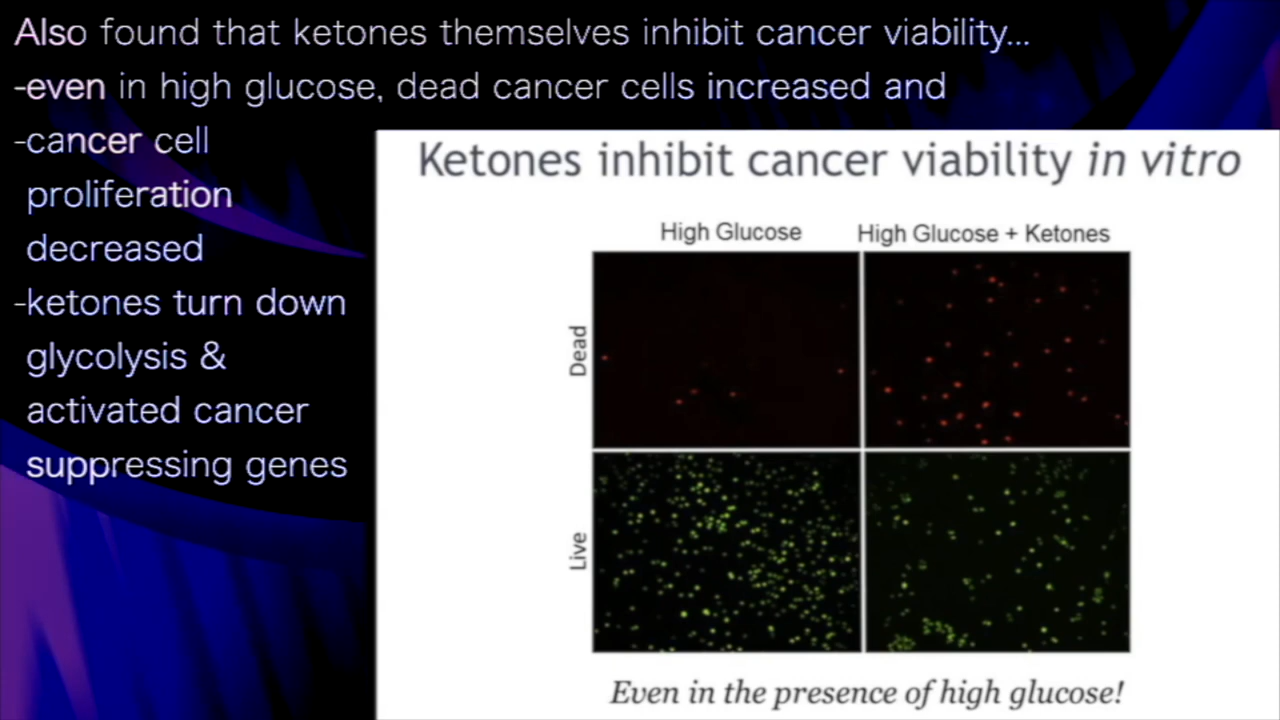 Also found that ketones themselves inhibit cancer viability...
-even in high glucose, dead cancer cells increased and
-cancer cell
proliferation
decreased
-ketones turn down
glycolysis &
activated cancer
suppressing genes
Ketones inhibit cancer viability in vitro
High Glucose
High Glucose + Ketones
Dead
Live
Even in the presence of high glucose!